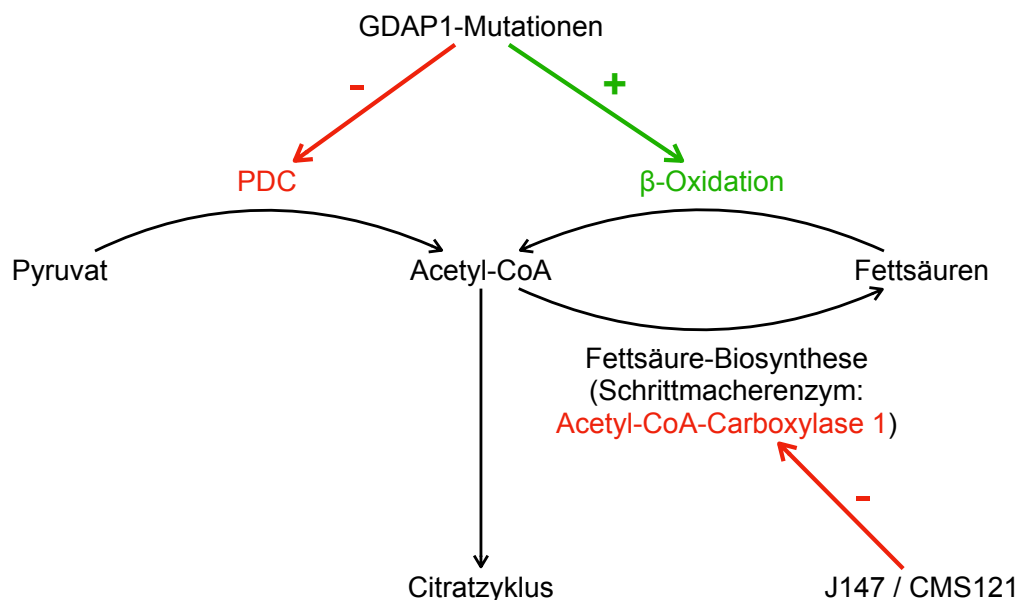 GDAP1-Mutationen
-
+
PDC
β-Oxidation
Pyruvat
Acetyl-CoA
Fettsäuren
Fettsäure-Biosynthese
(Schrittmacherenzym:
Acetyl-CoA-Carboxylase 1)
-
Citratzyklus
J147 / CMS121